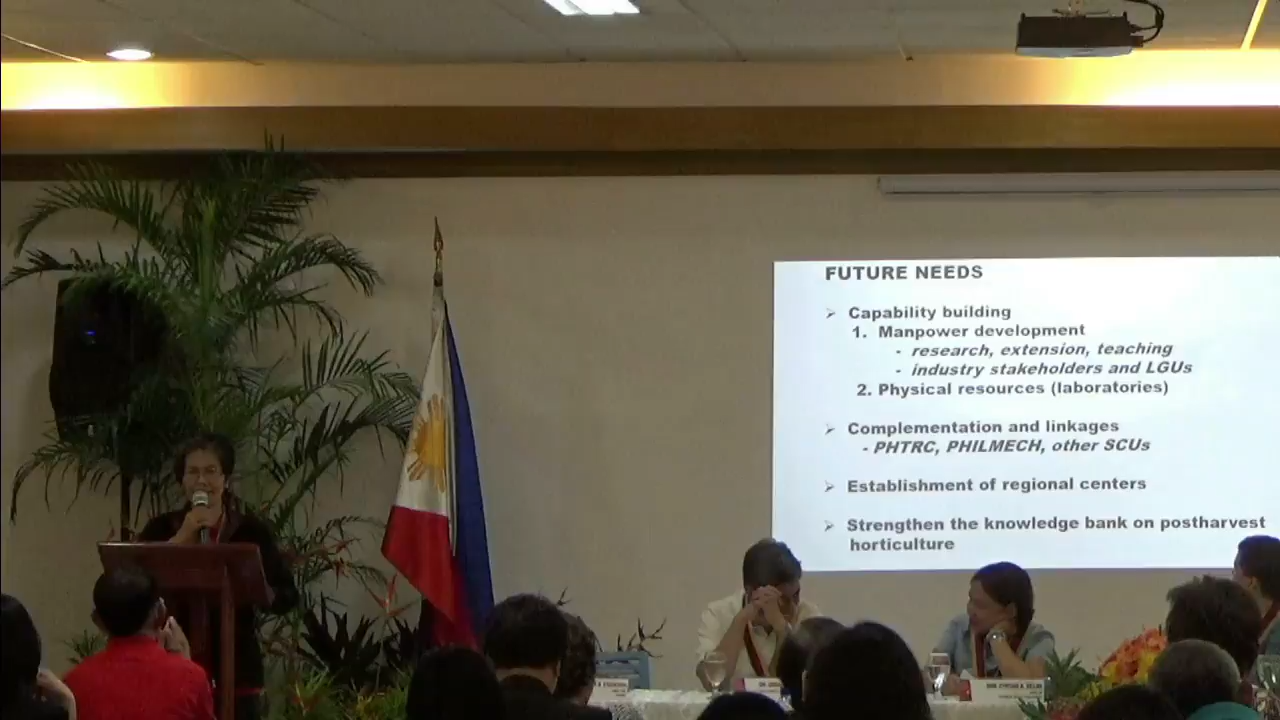 FUTURE NEEDS
➢ Capability building
1. Manpower development
- research, extension, teaching
- industry stakeholders and LGUs
2. Physical resources (laboratories)
➢ Complementation and linkages
- PHTRC, PHILMECH, other SCUs
➢ Establishment of regional centers
➢ Strengthen the knowledge bank on postharvest
horticulture